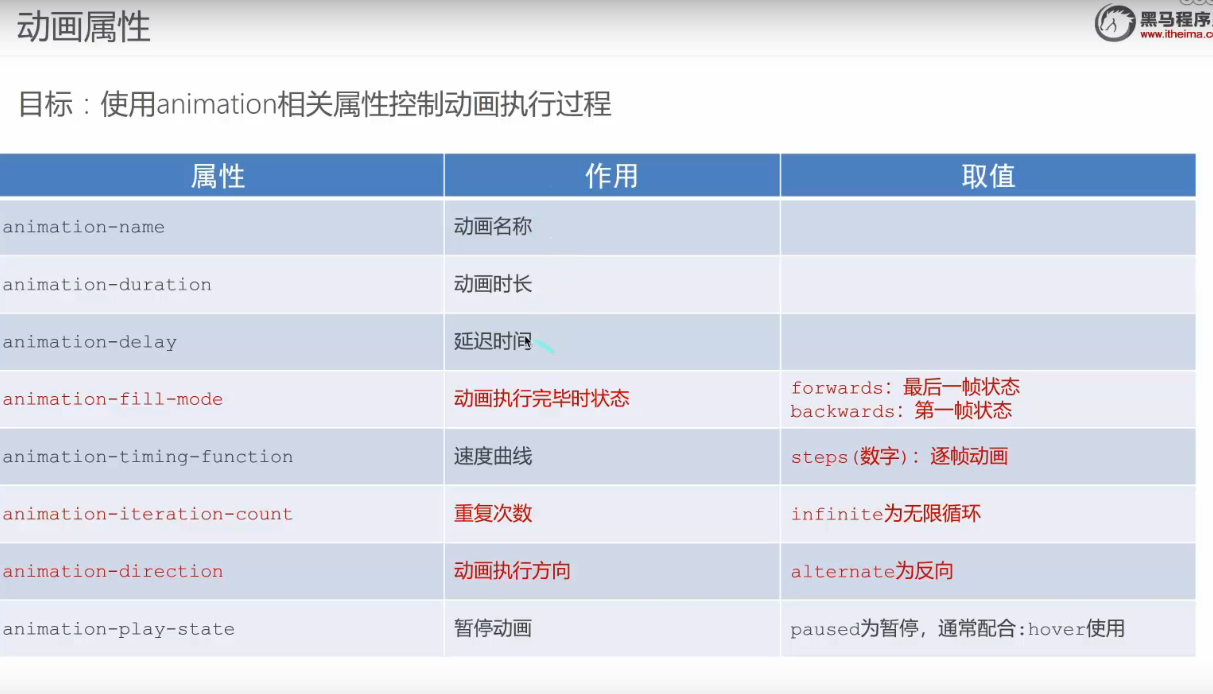 动画属性
黑马程序
www.itheima.c
目标：使用animation相关属性控制动画执行过程
属性 作用 取值
animation-name 动画名称
animation-duration 动画时长
animation-delay 延迟时间
animation-fill-mode 动画执行完毕时状态 forwards：最后一帧状态
backwards：第一帧状态
animation-timing-function 速度曲线 steps(数字)：逐帧动画
animation-iteration-count 重复次数 infinite为无限循环
animation-direction 动画执行方向 alternate为反向
animation-play-state 暂停动画 paused为暂停，通常配合:hover使用